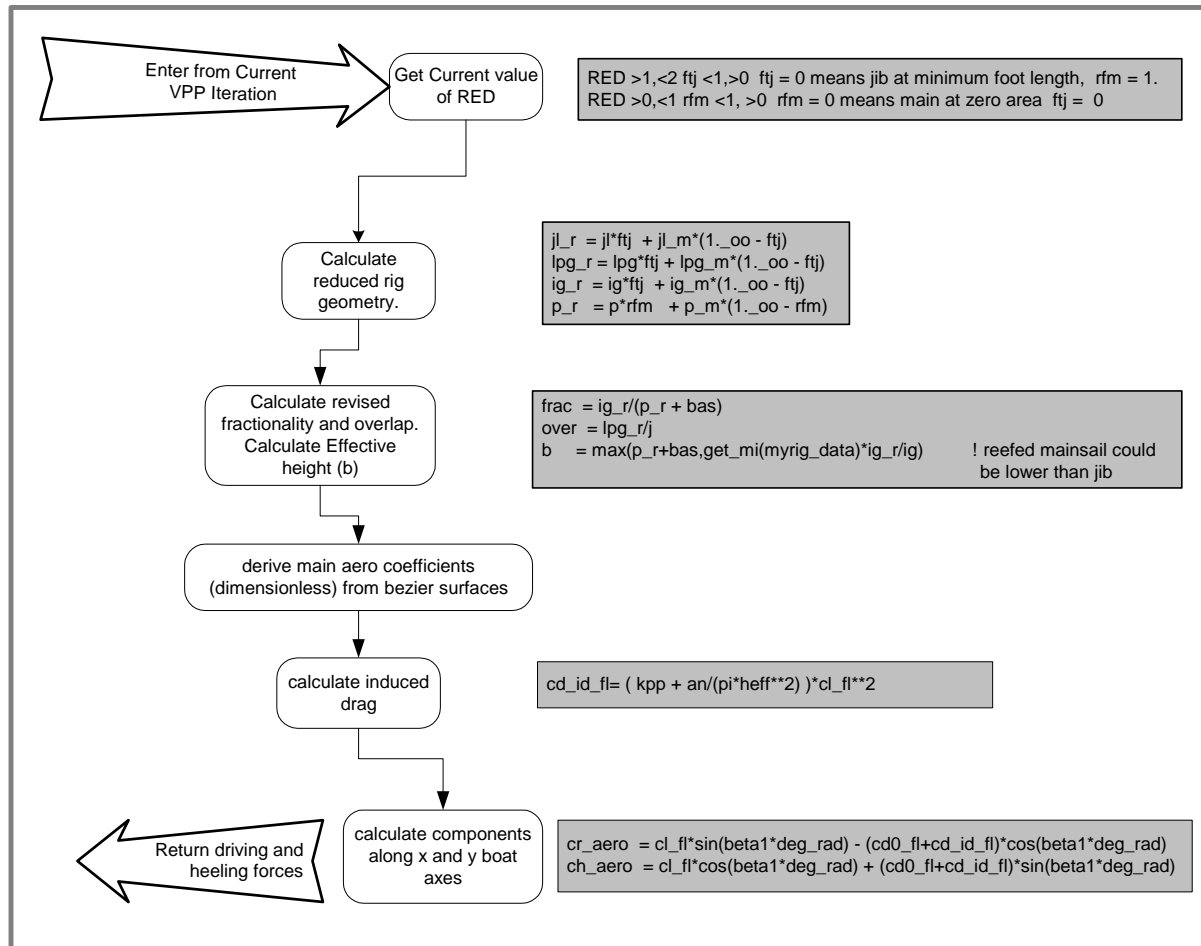 Enter from Current
VPP Iteration
Get Current value
of RED
RED >1,<2 ftj <1,>0 ftj = 0 means jib at minimum foot length, rfm = 1.
RED >0,<1 rfm <1, >0 rfm = 0 means main at zero area ftj = 0
Calculate
reduced rig
geometry.
jl_r = jl*ftj + jl_m*(1._oo - ftj)
lpg_r = lpg*ftj + lpg_m*(1._oo - ftj)
ig_r = ig*ftj + ig_m*(1._oo - ftj)
p_r = p*rfm + p_m*(1._oo - rfm)
Calculate revised
fractionality and overlap.
Calculate Effective
height (b)
frac = ig_r/(p_r + bas)
over = lpg_r/j
b = max(p_r+bas,get_mi(myrig_data)*ig_r/ig) ! reefed mainsail could
be lower than jib
derive main aero coefficients
(dimensionless) from bezier surfaces
calculate induced
drag
cd_id_fl= ( kpp + an/(pi*heff**2) )*cl_fl**2
calculate components
along x and y boat
axes
cr_aero = cl_fl*sin(beta1*deg_rad) - (cd0_fl+cd_id_fl)*cos(beta1*deg_rad)
ch_aero = cl_fl*cos(beta1*deg_rad) + (cd0_fl+cd_id_fl)*sin(beta1*deg_rad)
Return driving and
heeling forces